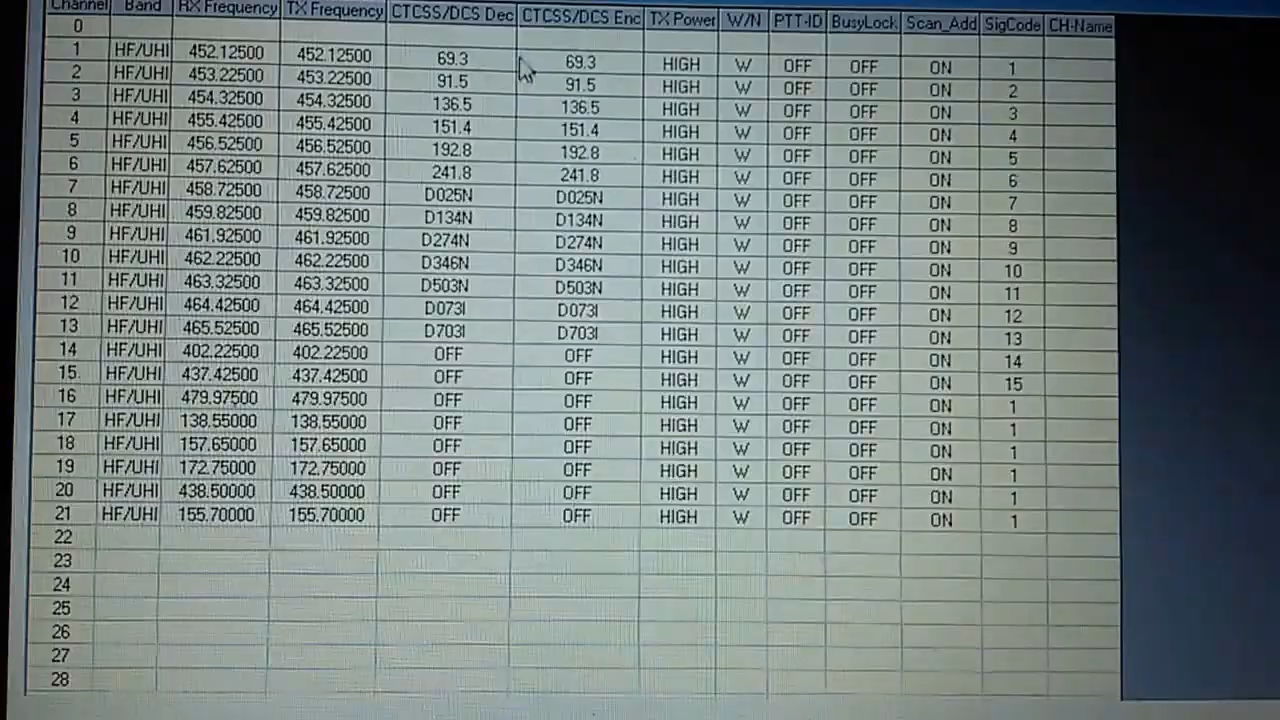 Channel Band RX Frequency TX Frequency CTCSS/DCS Dec CTCSS/DCS Enc TX Power W/N PTT-ID BusyLock Scan_Add SigCode CH-Name
0
1 HF/UHI 452.12500 452.12500 69.3 69.3 HIGH W OFF OFF ON 1
2 HF/UHI 453.22500 453.22500 91.5 91.5 HIGH W OFF OFF ON 2
3 HF/UHI 454.32500 454.32500 136.5 136.5 HIGH W OFF OFF ON 3
4 HF/UHI 455.42500 455.42500 151.4 151.4 HIGH W OFF OFF ON 4
5 HF/UHI 456.52500 456.52500 192.8 192.8 HIGH W OFF OFF ON 5
6 HF/UHI 457.62500 457.62500 241.8 241.8 HIGH W OFF OFF ON 6
7 HF/UHI 458.72500 458.72500 D025N D025N HIGH W OFF OFF ON 7
8 HF/UHI 459.82500 459.82500 D134N D134N HIGH W OFF OFF ON 8
9 HF/UHI 461.92500 461.92500 D274N D274N HIGH W OFF OFF ON 9
10 HF/UHI 462.22500 462.22500 D346N D346N HIGH W OFF OFF ON 10
11 HF/UHI 463.32500 463.32500 D503N D503N HIGH W OFF OFF ON 11
12 HF/UHI 464.42500 464.42500 D073I D073I HIGH W OFF OFF ON 12
13 HF/UHI 465.52500 465.52500 D703I D703I HIGH W OFF OFF ON 13
14 HF/UHI 402.22500 402.22500 OFF OFF HIGH W OFF OFF ON 14
15 HF/UHI 437.42500 437.42500 OFF OFF HIGH W OFF OFF ON 15
16 HF/UHI 479.97500 479.97500 OFF OFF HIGH W OFF OFF ON 1
17 HF/UHI 138.55000 138.55000 OFF OFF HIGH W OFF OFF ON 1
18 HF/UHI 157.65000 157.65000 OFF OFF HIGH W OFF OFF ON 1
19 HF/UHI 172.75000 172.75000 OFF OFF HIGH W OFF OFF ON 1
20 HF/UHI 438.50000 438.50000 OFF OFF HIGH W OFF OFF ON 1
21 HF/UHI 155.70000 155.70000 OFF OFF HIGH W OFF OFF ON 1
22
23
24
25
26
27
28